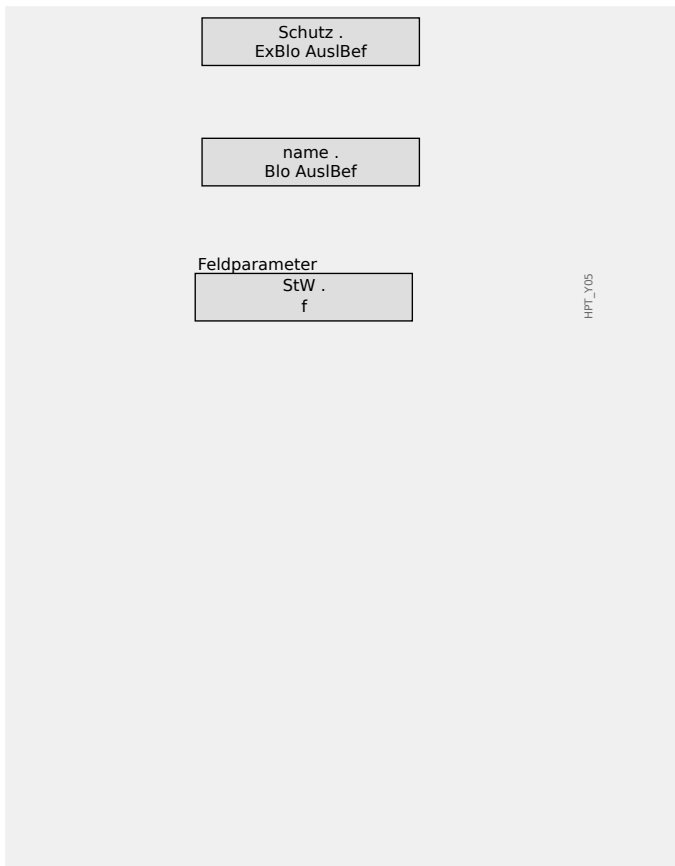 Schutz .
ExBlo AuslBef
name .
Blo AuslBef
Feldparameter
StW .
f
HPT_Y05